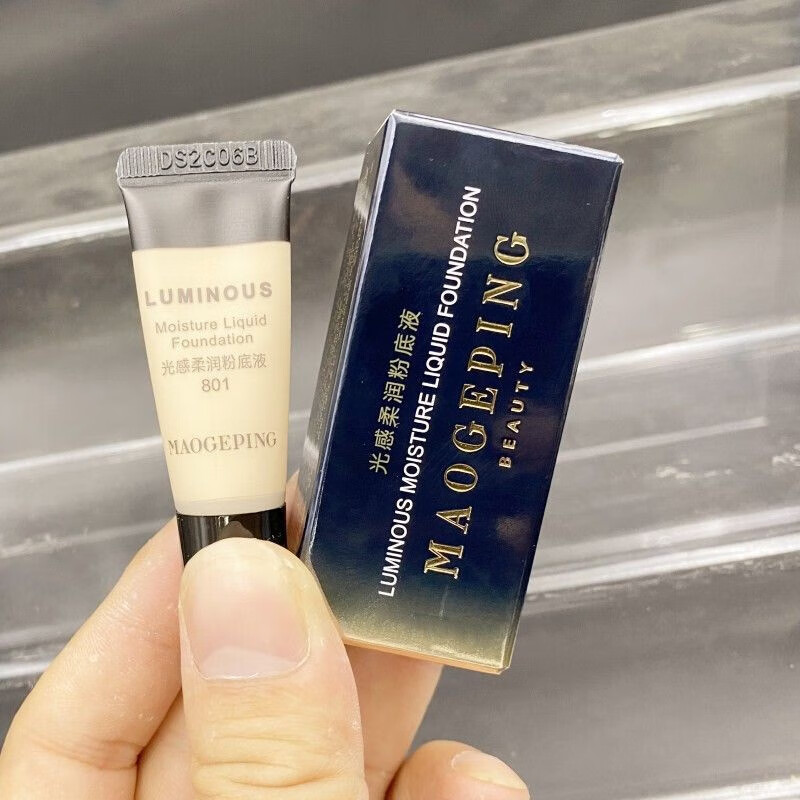 DS2C06B
LUMINOUS
Moisture Liquid
Foundation
光感柔润粉底液
801
MAOGEPING
光感柔润粉底液
LUMINOUS MOISTURE LIQUID FOUNDATION
MAOGEPING
BEAUTY